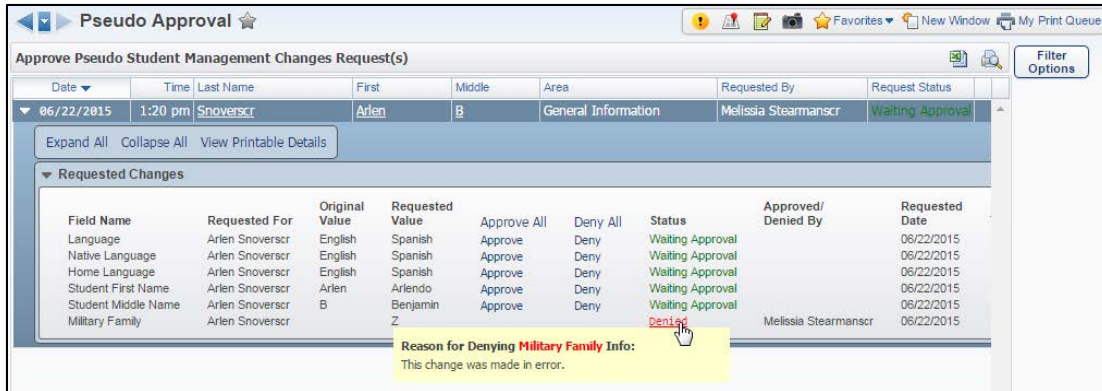 Pseudo Approval
Favorites New Window My Print Queue
Approve Pseudo Student Management Changes Request(s)
Filter Options
Date Time Last Name First Middle Area Requested By Request Status
06/22/2015 1:20 pm Snoverscr Arlen B General Information Melissia Stearmanscr Waiting Approval
Expand All Collapse All View Printable Details
Requested Changes
Field Name Requested For Original Value Requested Value Approve All Deny All Status Approved/ Denied By Requested Date
Language Arlen Snoverscr English Spanish Approve Deny Waiting Approval 06/22/2015
Native Language Arlen Snoverscr English Spanish Approve Deny Waiting Approval 06/22/2015
Home Language Arlen Snoverscr English Spanish Approve Deny Waiting Approval 06/22/2015
Student First Name Arlen Snoverscr Arlen Arlendo Approve Deny Waiting Approval 06/22/2015
Student Middle Name Arlen Snoverscr B Benjamin Approve Deny Waiting Approval 06/22/2015
Military Family Arlen Snoverscr Z Denied Melissia Stearmanscr 06/22/2015
Reason for Denying Military Family Info:
This change was made in error.